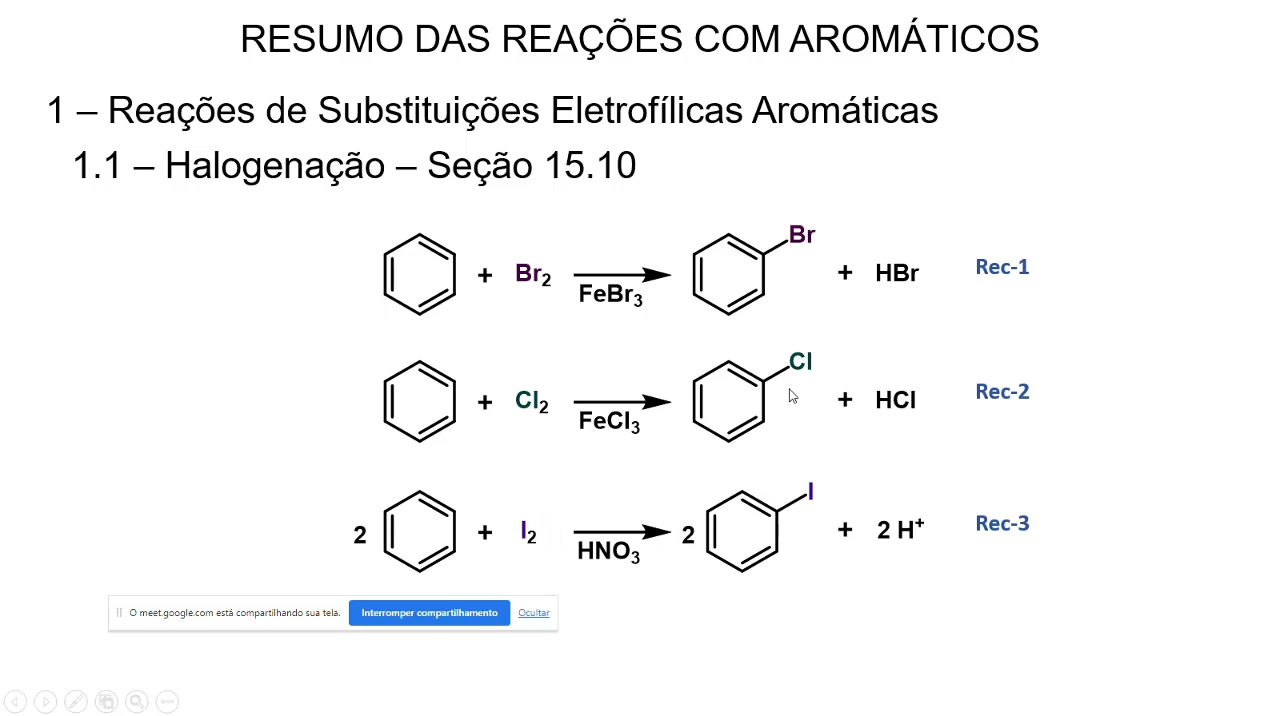 RESUMO DAS REAÇÕES COM AROMÁTICOS
1 – Reações de Substituições Eletrofílicas Aromáticas
1.1 – Halogenação – Seção 15.10
+ Br2 FeBr3 Br + HBr Rec-1
+ Cl2 FeCl3 Cl + HCl Rec-2
2 + I2 HNO3 2 I + 2 H+ Rec-3
O meet.google.com está compartilhando sua tela. Interromper compartilhamento Ocultar